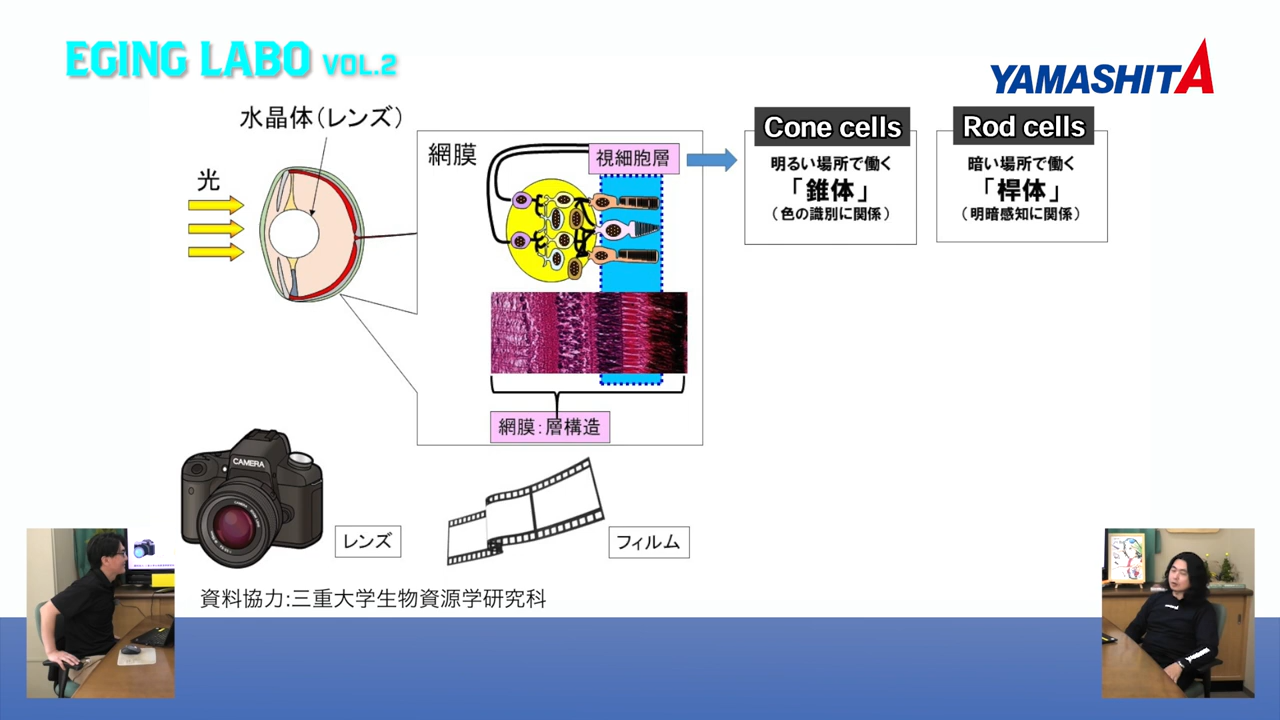 EGING LABO VOL.2
YAMASHITA
水晶体(レンズ)
光
網膜
視細胞層
Cone cells
明るい場所で働く
「錐体」
(色の識別に関係)
Rod cells
暗い場所で働く
「桿体」
(明暗感知に関係)
網膜:層構造
CAMERA
レンズ
フィルム
資料協力:三重大学生物資源学研究科